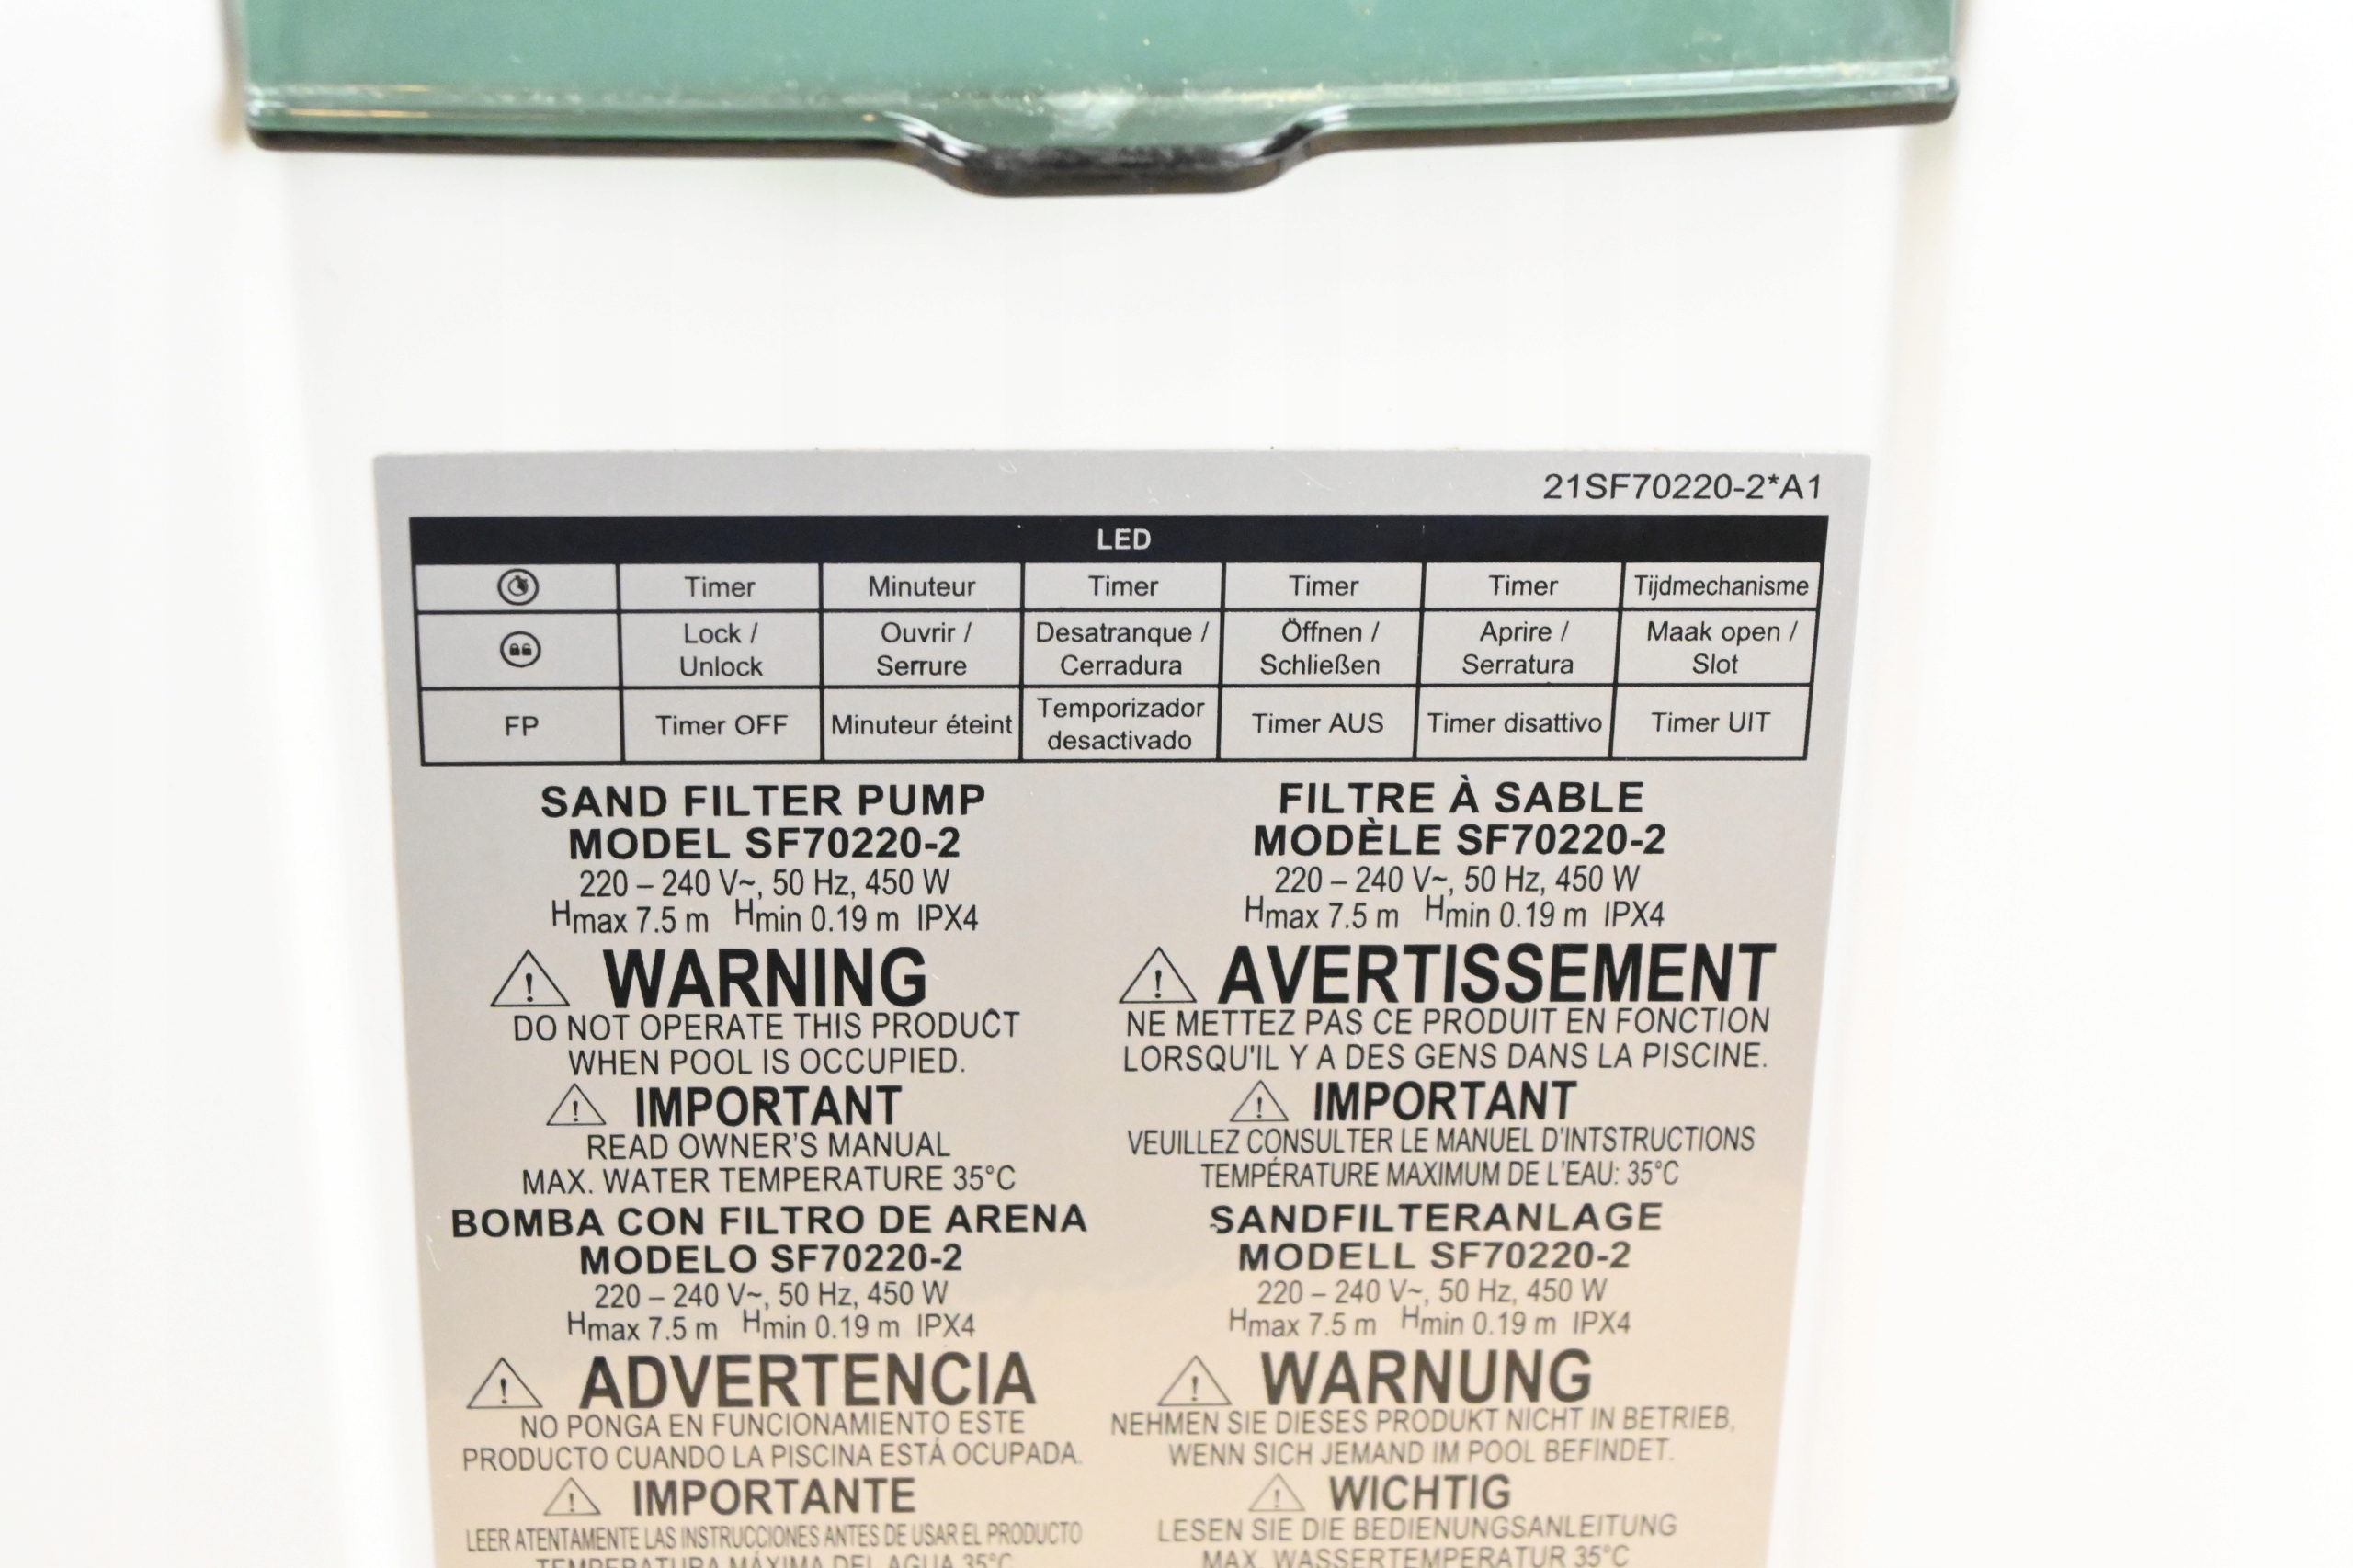 21SF70220-2*A1
LED
Timer Minuteur Timer Timer Timer Tijdmechanisme
Lock / Unlock Ouvrir / Serrure Desatranque / Cerradura Öffnen / Schließen Aprire / Serratura Maak open / Slot
FP Timer OFF Minuteur éteint Temporizador desactivado Timer AUS Timer disattivo Timer UIT
SAND FILTER PUMP
MODEL SF70220-2
220 – 240 V~, 50 Hz, 450 W
Hmax 7.5 m Hmin 0.19 m IPX4
WARNING
DO NOT OPERATE THIS PRODUCT
WHEN POOL IS OCCUPIED.
IMPORTANT
READ OWNER'S MANUAL
MAX. WATER TEMPERATURE 35°C
FILTRE À SABLE
MODÈLE SF70220-2
220 – 240 V~, 50 Hz, 450 W
Hmax 7.5 m Hmin 0.19 m IPX4
AVERTISSEMENT
NE METTEZ PAS CE PRODUIT EN FONCTION
LORSQU'IL Y A DES GENS DANS LA PISCINE.
IMPORTANT
VEUILLEZ CONSULTER LE MANUEL D'INTSTRUCTIONS
TEMPÉRATURE MAXIMUM DE L'EAU: 35°C
BOMBA CON FILTRO DE ARENA
MODELO SF70220-2
220 – 240 V~, 50 Hz, 450 W
Hmax 7.5 m Hmin 0.19 m IPX4
ADVERTENCIA
NO PONGA EN FUNCIONAMIENTO ESTE
PRODUCTO CUANDO LA PISCINA ESTÁ OCUPADA.
IMPORTANTE
LEER ATENTAMENTE LAS INSTRUCCIONES ANTES DE USAR EL PRODUCTO
TEMPERATURA MÁXIMA DEL AGUA 35°C
SANDFILTERANLAGE
MODELL SF70220-2
220 – 240 V~, 50 Hz, 450 W
Hmax 7.5 m Hmin 0.19 m IPX4
WARNUNG
NEHMEN SIE DIESES PRODUKT NICHT IN BETRIEB,
WENN SICH JEMAND IM POOL BEFINDET.
WICHTIG
LESEN SIE DIE BEDIENUNGSANLEITUNG
MAX. WASSERTEMPERATUR 35°C